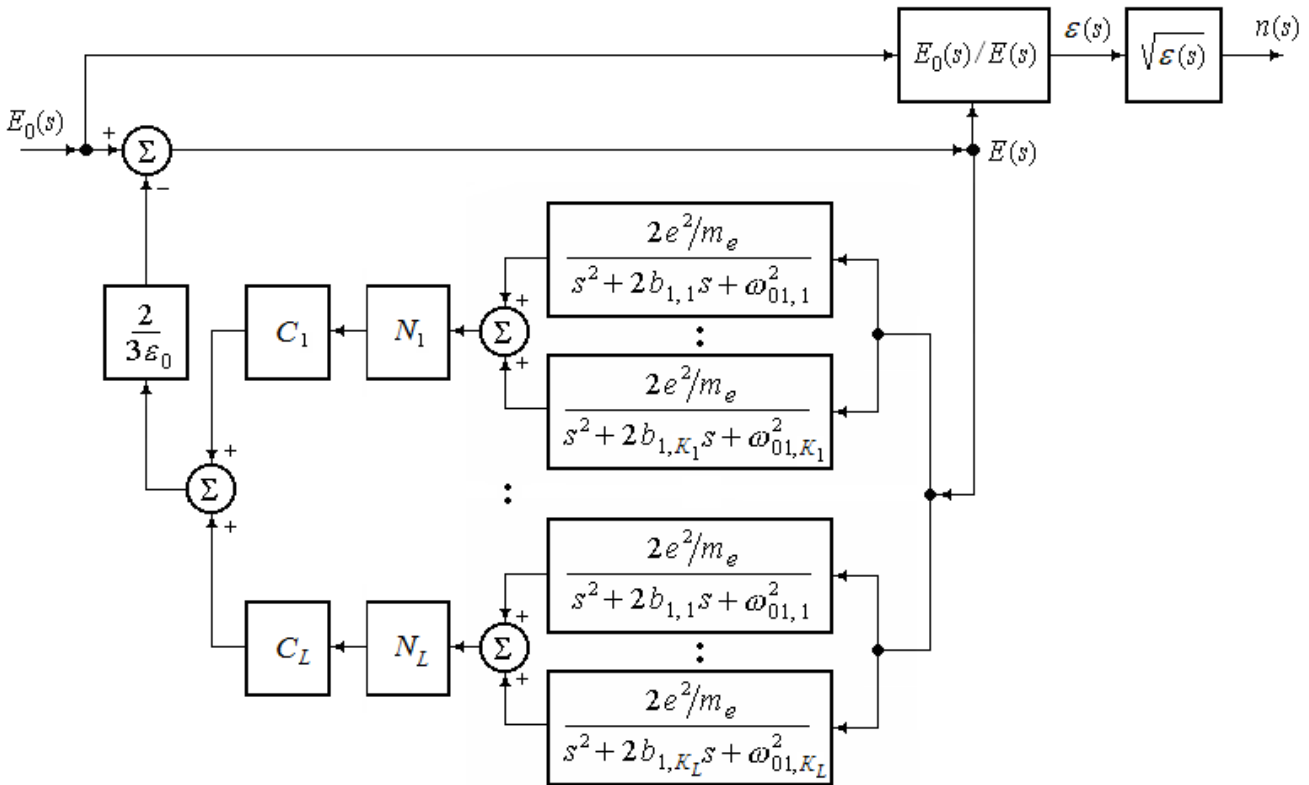 E₀(s)
+
Σ
−
E₀(s)/E(s)
ε(s)
√ε(s)
n(s)
E(s)
2
3ε₀
C₁
N₁
Σ
+
+
2e²/mₑ
s² + 2b₁,₁s + ω²₀₁,₁
⋮
2e²/mₑ
s² + 2b₁,K₁s + ω²₀₁,K₁
+
Σ
+
⋮
C_L
N_L
Σ
+
+
2e²/mₑ
s² + 2b₁,₁s + ω²₀₁,₁
⋮
2e²/mₑ
s² + 2b₁,K_L s + ω²₀₁,K_L